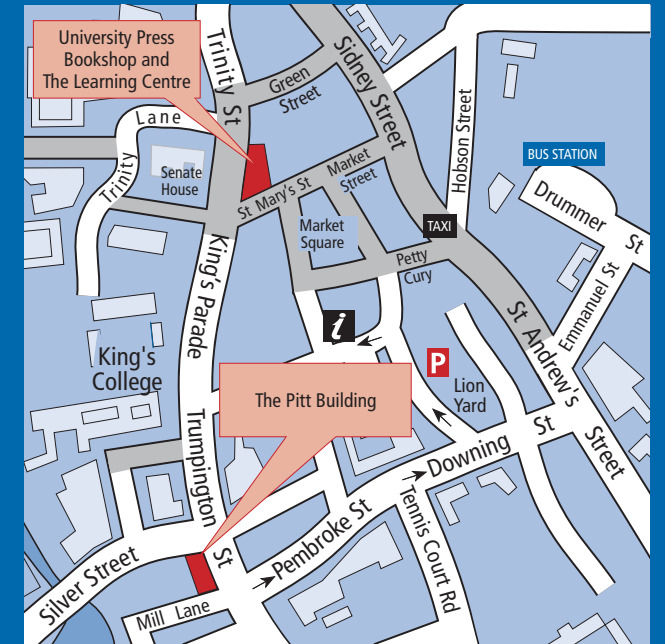 University Press
Bookshop and
The Learning Centre
Trinity St
Green
Street
Sidney Street
Hobson Street
BUS STATION
Drummer St
Trinity Lane
Senate
House
St Mary's St
Market
Street
Market
Square
TAXI
Petty
Cury
Emmanuel St
King's Parade
i
St Andrew's Street
King's
College
P
Lion
Yard
The Pitt Building
Trumpington St
Downing St
Pembroke St
Tennis Court Rd
Silver Street
Mill Lane